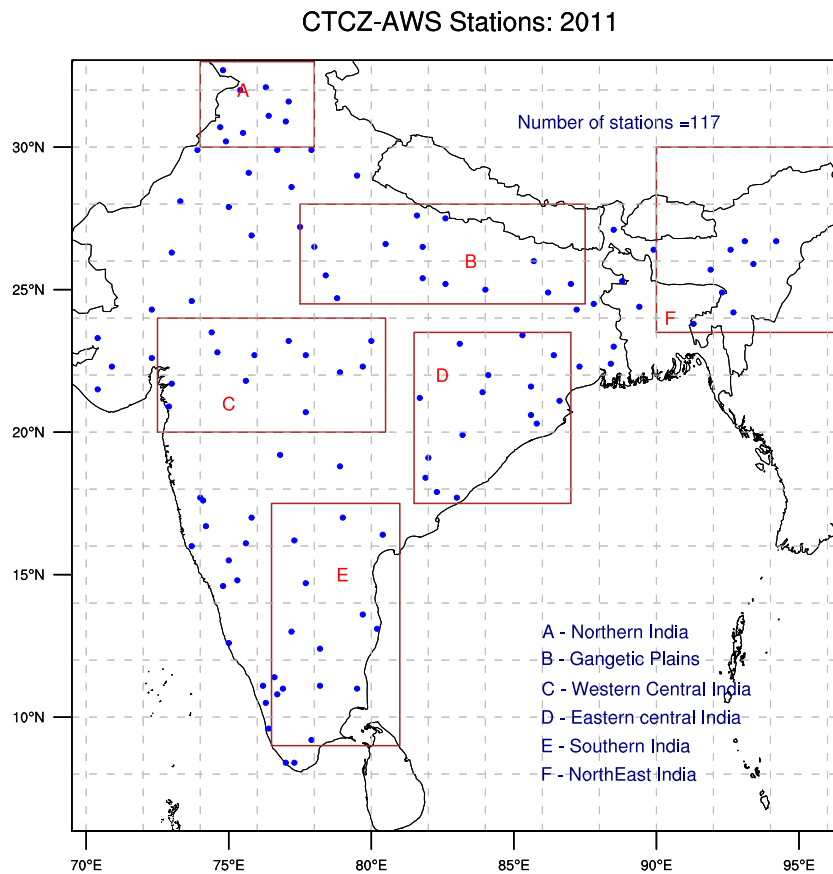 CTCZ-AWS Stations: 2011
A
Number of stations =117
30°N
B
25°N
F
D
C
20°N
E
15°N
A - Northern India
B - Gangetic Plains
C - Western Central India
D - Eastern central India
E - Southern India
F - NorthEast India
10°N
70°E 75°E 80°E 85°E 90°E 95°E